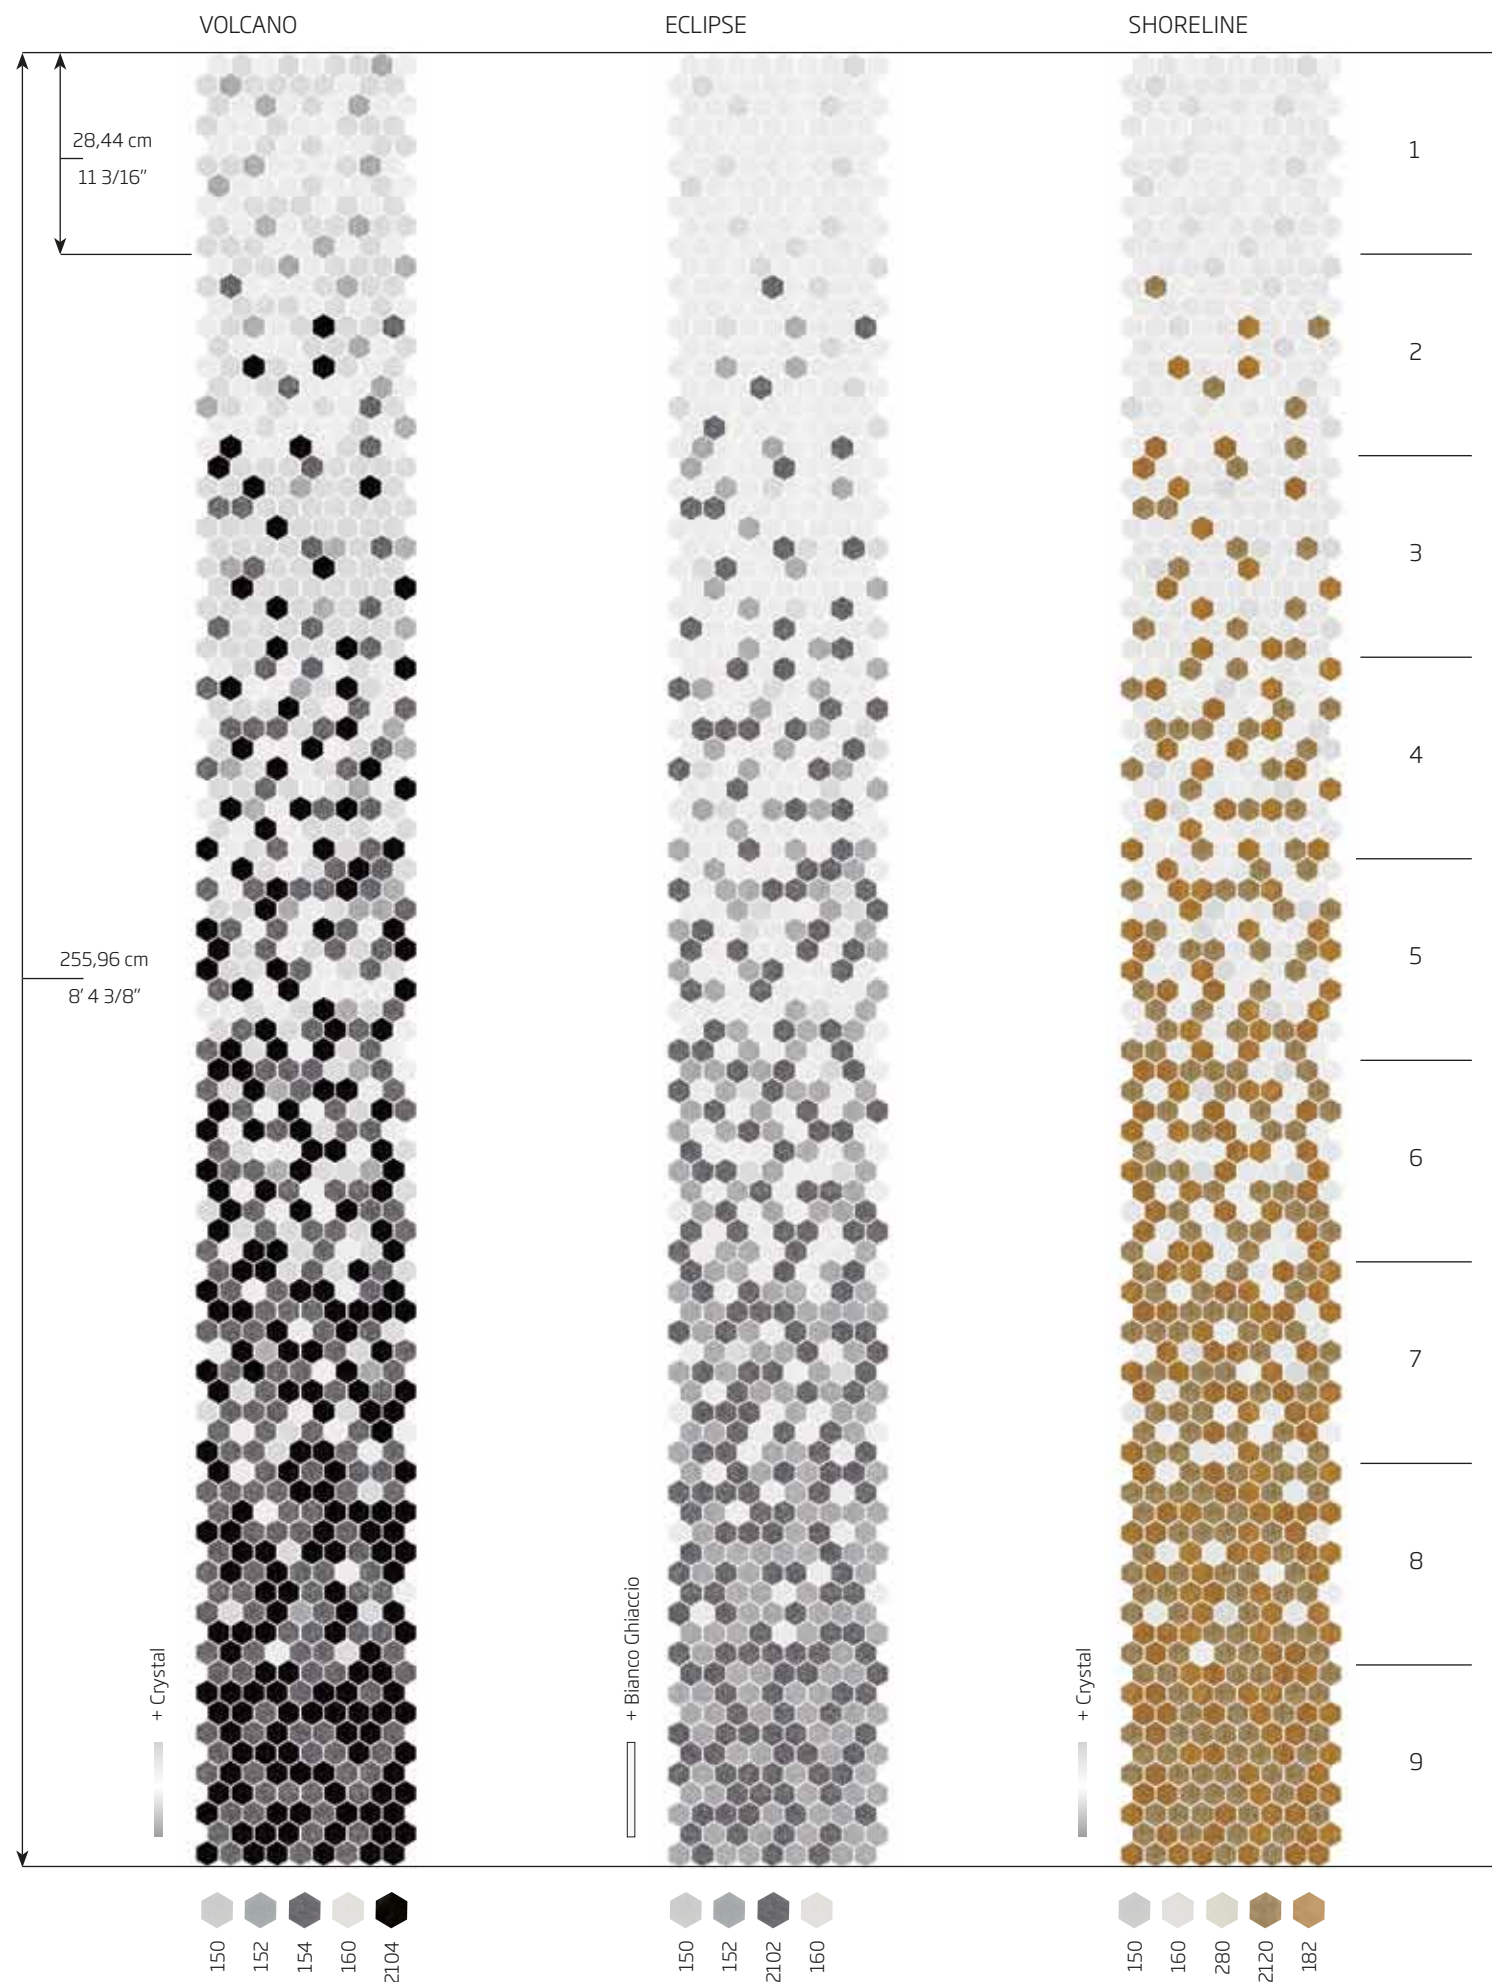 VOLCANO
ECLIPSE
SHORELINE
28,44 cm
11 3/16"
1
2
3
4
255,96 cm
8' 4 3/8"
5
6
7
8
9
+ Crystal
+ Bianco Ghiaccio
+ Crystal
150 152 154 160 2104
150 152 2102 160
150 160 280 2120 182